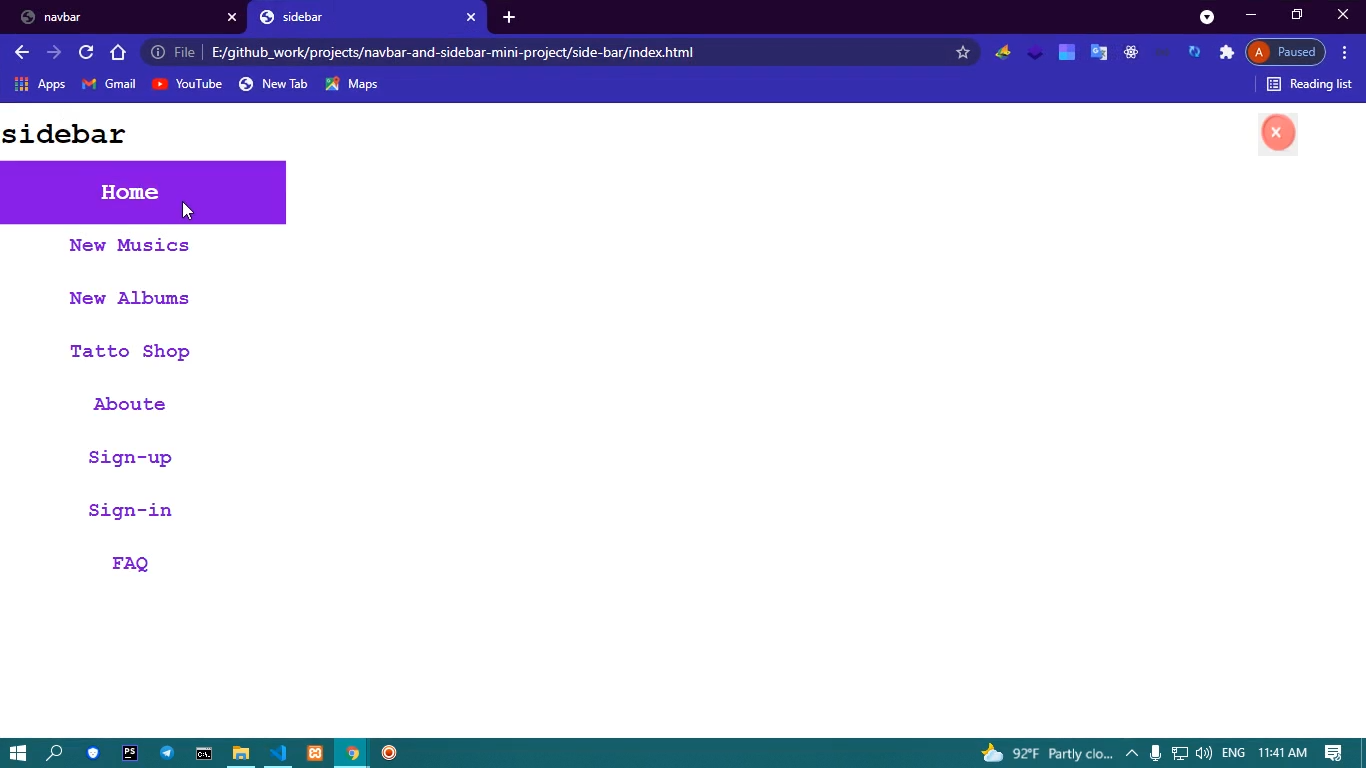 navbar
sidebar
File E:/github_work/projects/navbar-and-sidebar-mini-project/side-bar/index.html
A Paused
Apps Gmail YouTube New Tab Maps Reading list
sidebar
x
Home
New Musics
New Albums
Tatto Shop
Aboute
Sign-up
Sign-in
FAQ
PS
92°F Partly clo... ENG 11:41 AM